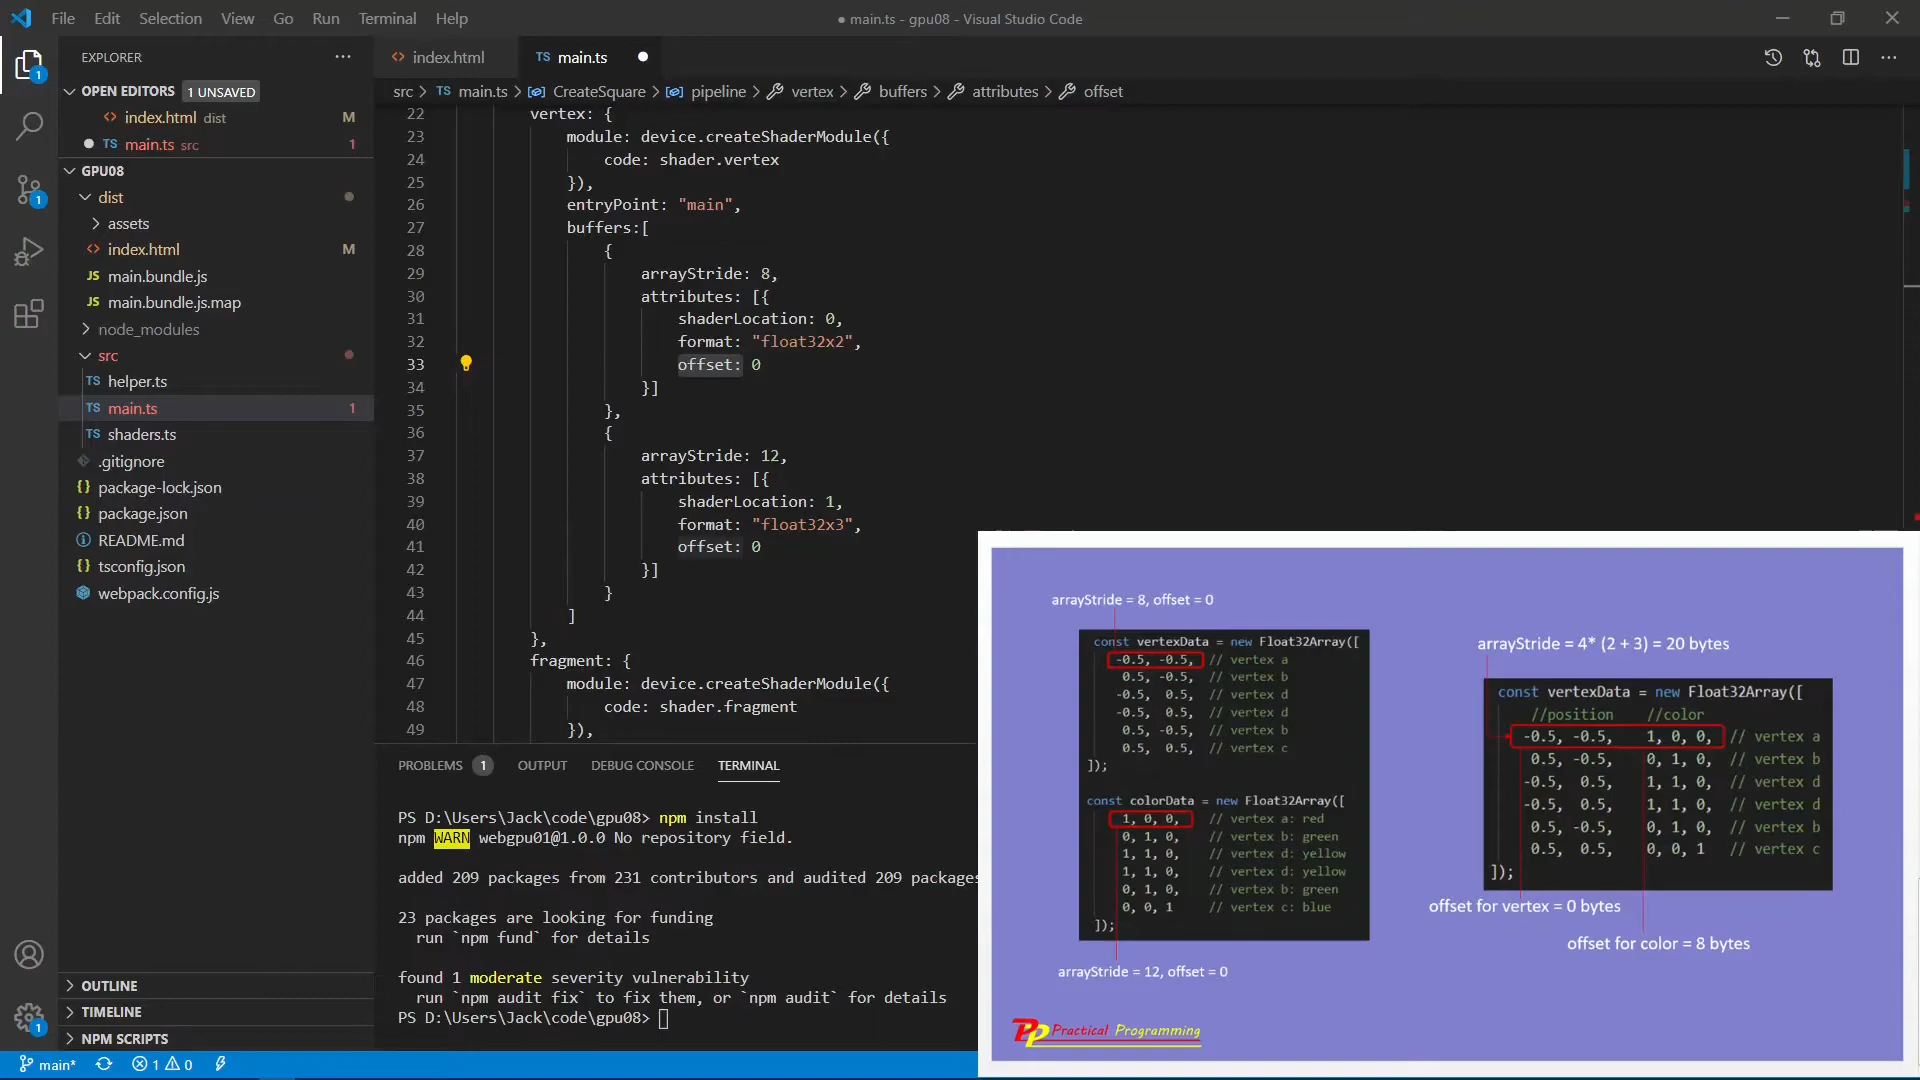 File Edit Selection View Go Run Terminal Help
● main.ts - gpu08 - Visual Studio Code
EXPLORER
OPEN EDITORS 1 UNSAVED
index.html dist M
main.ts src 1
GPU08
dist
assets
index.html M
main.bundle.js
main.bundle.js.map
node_modules
src
helper.ts
main.ts 1
shaders.ts
.gitignore
package-lock.json
package.json
README.md
tsconfig.json
webpack.config.js
OUTLINE
TIMELINE
NPM SCRIPTS
index.html
TS main.ts
src > TS main.ts > CreateSquare > pipeline > vertex > buffers > attributes > offset
22 vertex: {
23 module: device.createShaderModule({
24 code: shader.vertex
25 }),
26 entryPoint: "main",
27 buffers:[
28 {
29 arrayStride: 8,
30 attributes: [{
31 shaderLocation: 0,
32 format: "float32x2",
33 offset: 0
34 }]
35 },
36 {
37 arrayStride: 12,
38 attributes: [{
39 shaderLocation: 1,
40 format: "float32x3",
41 offset: 0
42 }]
43 }
44 ]
45 },
46 fragment: {
47 module: device.createShaderModule({
48 code: shader.fragment
49 }),
PROBLEMS 1 OUTPUT DEBUG CONSOLE TERMINAL
PS D:\Users\Jack\code\gpu08> npm install
npm WARN webgpu01@1.0.0 No repository field.
added 209 packages from 231 contributors and audited 209 packages
23 packages are looking for funding
run `npm fund` for details
found 1 moderate severity vulnerability
run `npm audit fix` to fix them, or `npm audit` for details
PS D:\Users\Jack\code\gpu08>
main* 1 0
arrayStride = 8, offset = 0
const vertexData = new Float32Array([
-0.5, -0.5, // vertex a
0.5, -0.5, // vertex b
-0.5, 0.5, // vertex d
-0.5, 0.5, // vertex d
0.5, -0.5, // vertex b
0.5, 0.5, // vertex c
]);
const colorData = new Float32Array([
1, 0, 0, // vertex a: red
0, 1, 0, // vertex b: green
1, 1, 0, // vertex d: yellow
1, 1, 0, // vertex d: yellow
0, 1, 0, // vertex b: green
0, 0, 1 // vertex c: blue
]);
arrayStride = 12, offset = 0
arrayStride = 4* (2 + 3) = 20 bytes
const vertexData = new Float32Array([
//position //color
-0.5, -0.5, 1, 0, 0, // vertex a
0.5, -0.5, 0, 1, 0, // vertex b
-0.5, 0.5, 1, 1, 0, // vertex d
-0.5, 0.5, 1, 1, 0, // vertex d
0.5, -0.5, 0, 1, 0, // vertex b
0.5, 0.5, 0, 0, 1 // vertex c
]);
offset for vertex = 0 bytes
offset for color = 8 bytes
PP Practical Programming